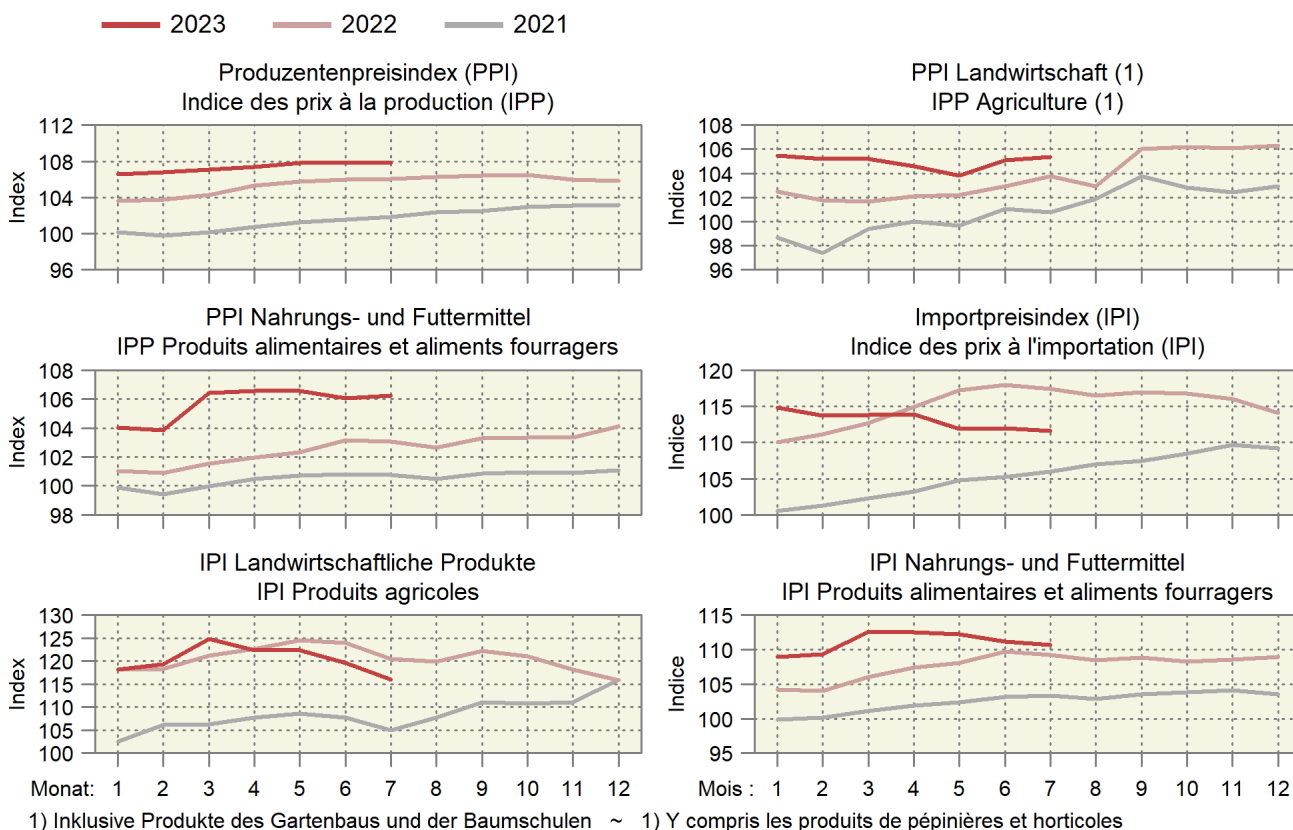 2023 2022 2021
Produzentenpreisindex (PPI)
Indice des prix à la production (IPP)
112
108
104
100
96
Index
PPI Landwirtschaft (1)
IPP Agriculture (1)
108
106
104
102
100
98
96
Indice
PPI Nahrungs- und Futtermittel
IPP Produits alimentaires et aliments fourragers
108
106
104
102
100
98
Index
Importpreisindex (IPI)
Indice des prix à l'importation (IPI)
120
115
110
105
100
Indice
IPI Landwirtschaftliche Produkte
IPI Produits agricoles
130
125
120
115
110
105
100
Index
Monat: 1 2 3 4 5 6 7 8 9 10 11 12
IPI Nahrungs- und Futtermittel
IPI Produits alimentaires et aliments fourragers
115
110
105
100
95
Indice
Mois : 1 2 3 4 5 6 7 8 9 10 11 12
1) Inklusive Produkte des Gartenbaus und der Baumschulen ~ 1) Y compris les produits de pépinières et horticoles